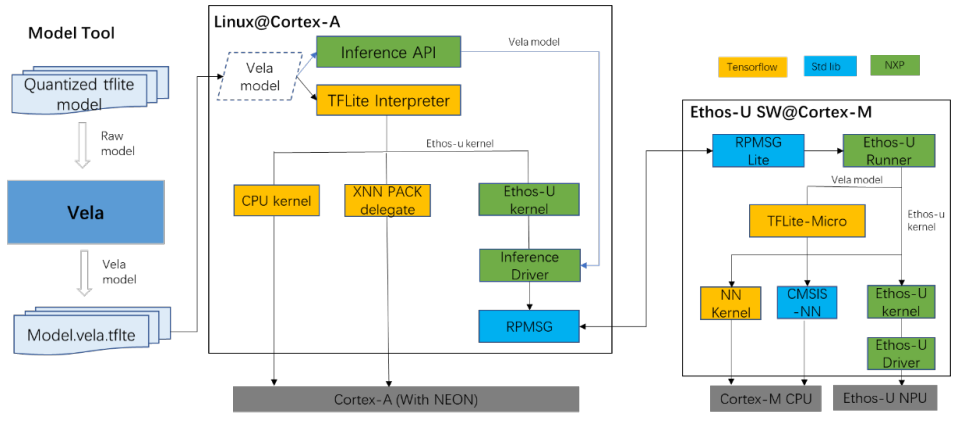 Model Tool
Quantized tflite
model
Raw
model
Vela
Vela
model
Model.vela.tflte
Linux@Cortex-A
Vela
model
Inference API
TFLite Interpreter
Vela model
Ethos-u kernel
CPU kernel
XNN PACK
delegate
Ethos-U
kernel
Inference
Driver
RPMSG
Cortex-A (With NEON)
Tensorflow
Std lib
NXP
Ethos-U SW@Cortex-M
RPMSG
Lite
Ethos-U
Runner
Vela model
Ethos-u
kernel
TFLite-Micro
NN
Kernel
CMSIS
-NN
Ethos-U
kernel
Ethos-U
Driver
Cortex-M CPU
Ethos-U NPU